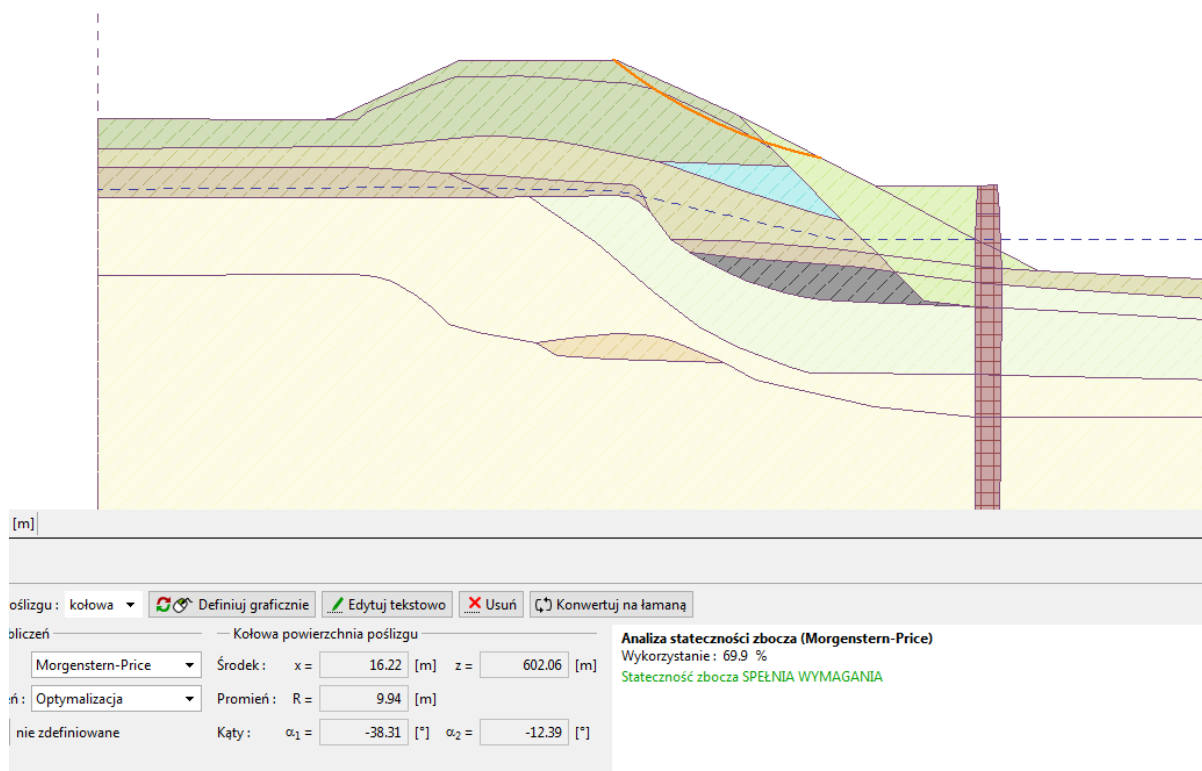 [m]
oślizgu : kołowa Definiuj graficznie Edytuj tekstowo Usuń Konwertuj na łamaną
bliczeń
Morgenstern-Price
ń : Optymalizacja
nie zdefiniowane
Kołowa powierzchnia poślizgu
Środek : x = 16.22 [m] z = 602.06 [m]
Promień : R = 9.94 [m]
Kąty : α1 = -38.31 [°] α2 = -12.39 [°]
Analiza stateczności zbocza (Morgenstern-Price)
Wykorzystanie : 69.9 %
Stateczność zbocza SPEŁNIA WYMAGANIA